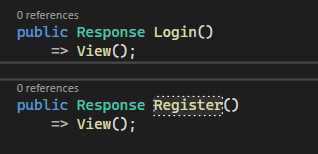 0 references
public Response Login()
=> View();
0 references
public Response Register()
=> View();